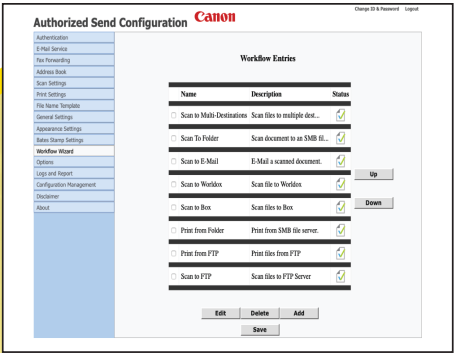 Change ID & Password Logout
Authorized Send Configuration Canon
Authentication
E-Mail Service
Fax Forwarding
Address Book
Scan Settings
Print Settings
File Name Template
General Settings
Appearance Settings
Bates Stamp Settings
Workflow Wizard
Options
Logs and Report
Configuration Management
Disclaimer
About
Workflow Entries
Name Description Status
Scan to Multi-Destinations Scan files to multiple dest...
Scan To Folder Scan document to an SMB fil...
Scan to E-Mail E-Mail a scanned document.
Scan to Worldox Scan file to Worldox
Scan to Box Scan files to Box
Print from Folder Print from SMB file server.
Print from FTP Print files from FTP
Scan to FTP Scan files to FTP Server
Up
Down
Edit Delete Add
Save